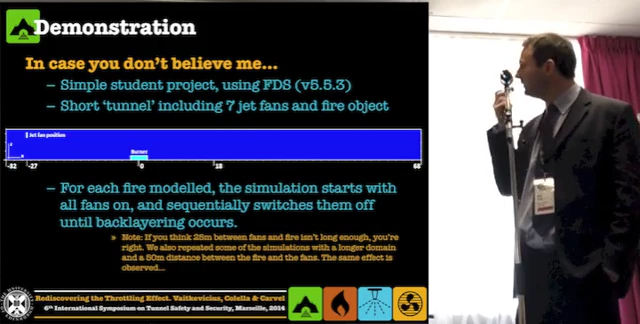 Demonstration
In case you don't believe me...
– Simple student project, using FDS (v5.5.3)
– Short 'tunnel' including 7 jet fans and fire object
Jet fan position
Burner
-32 -27 0 18 68
– For each fire modelled, the simulation starts with
all fans on, and sequentially switches them off
until backlayering occurs.
» Note: If you think 28m between fans and fire isn't long enough, you're
right. We also repeated some of the simulations with a longer domain
and a 50m distance between the fire and the fans. The same effect is
observed...
Rediscovering the Throttling Effect. Vaitkevicius, Colella & Carvel
6th International Symposium on Tunnel Safety and Security, Marseille, 2014